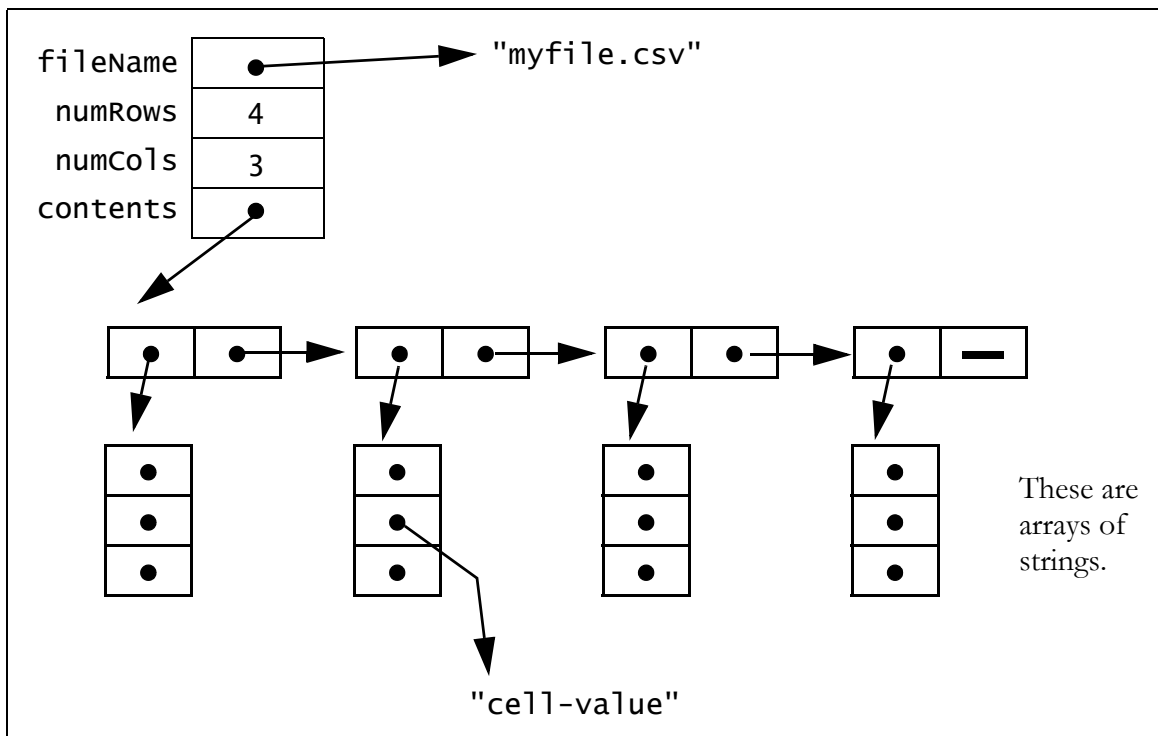 fileName
"myfile.csv"
numRows 4
numCols 3
contents
These are
arrays of
strings.
"cell-value"